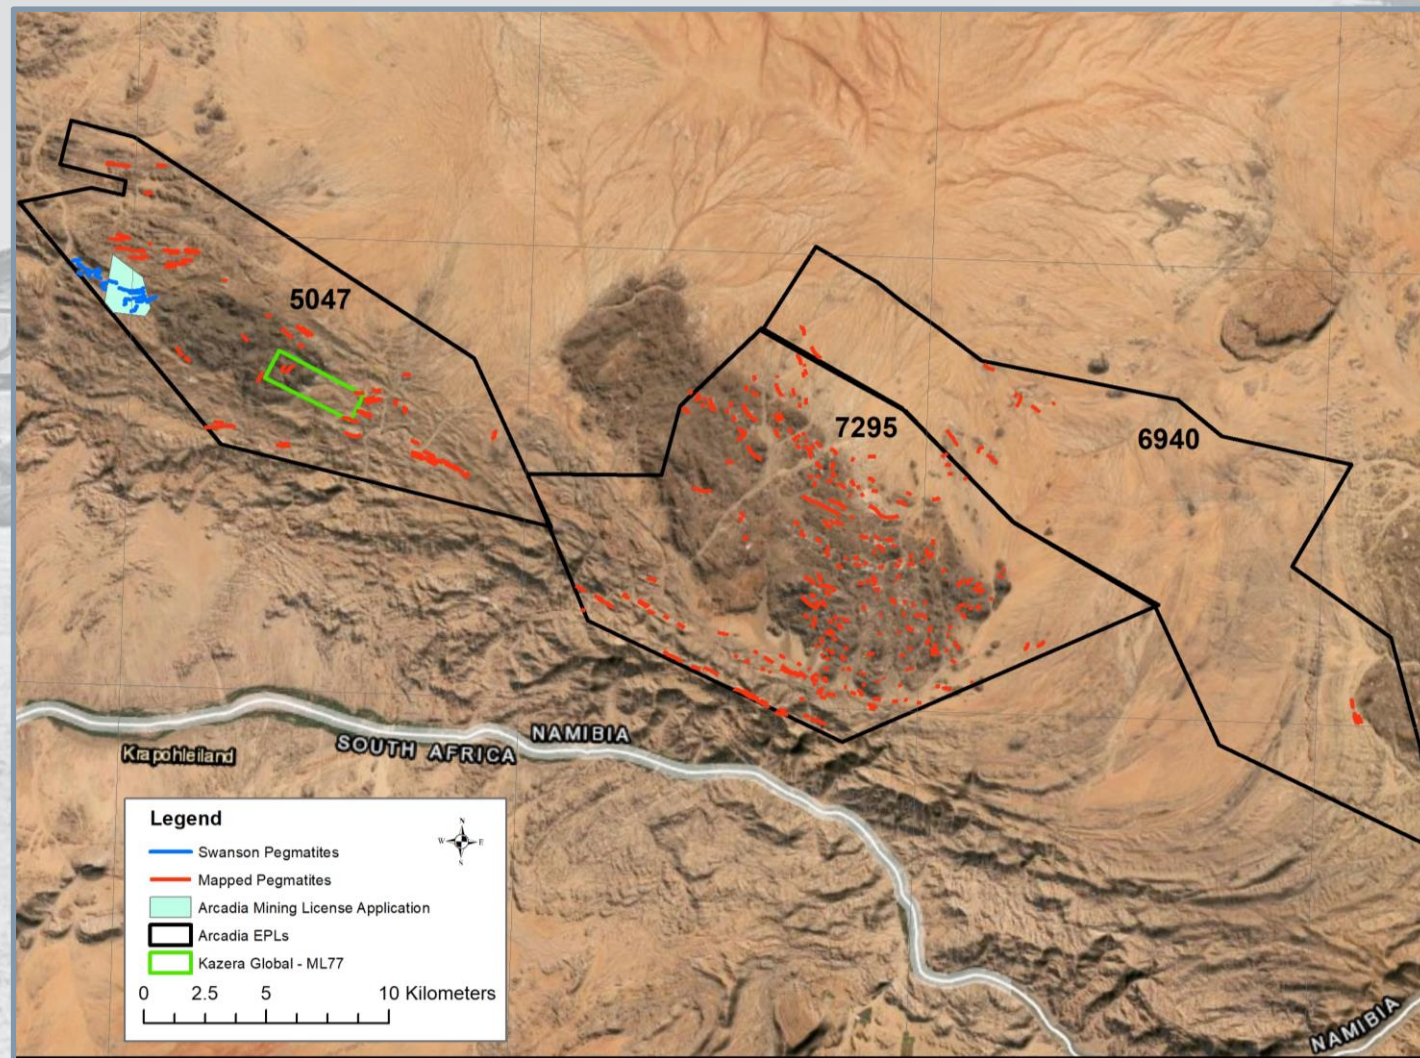 5047
7295
6940
NAMIBIA
SOUTH AFRICA
Krapohleiland
NAMIBIA
Legend
N
W E
S
Swanson Pegmatites
Mapped Pegmatites
Arcadia Mining License Application
Arcadia EPLs
Kazera Global - ML77
0 2.5 5 10 Kilometers